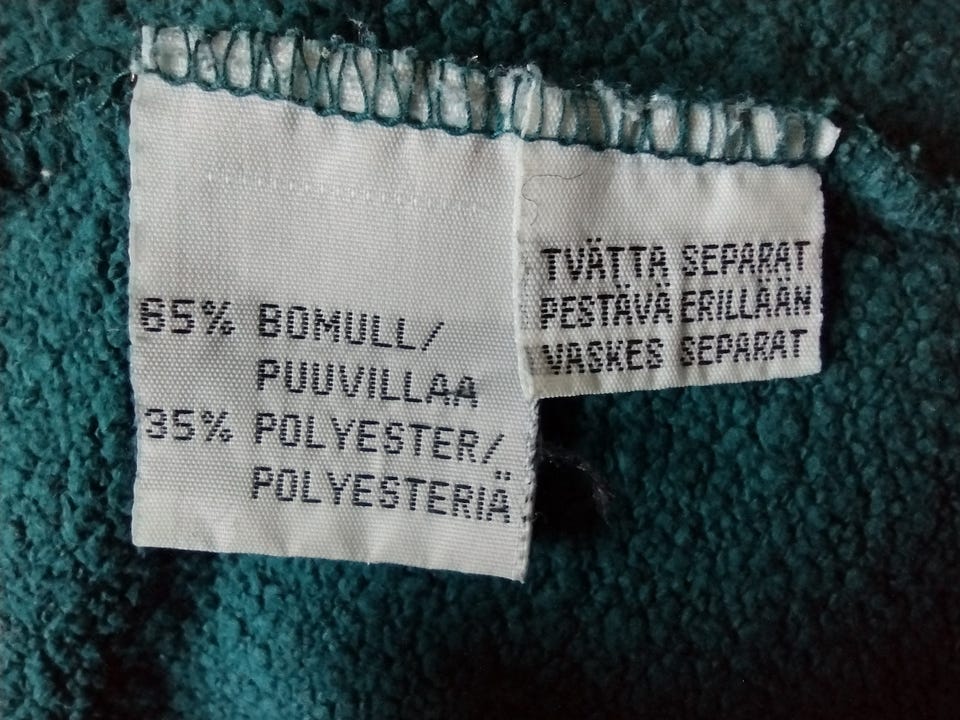 65% BOMULL/
PUUVILLAA
35% POLYESTER/
POLYESTERIÄ
TVÄTTA SEPARAT
PESTÄVÄ ERILLÄÄN
VASKES SEPARAT